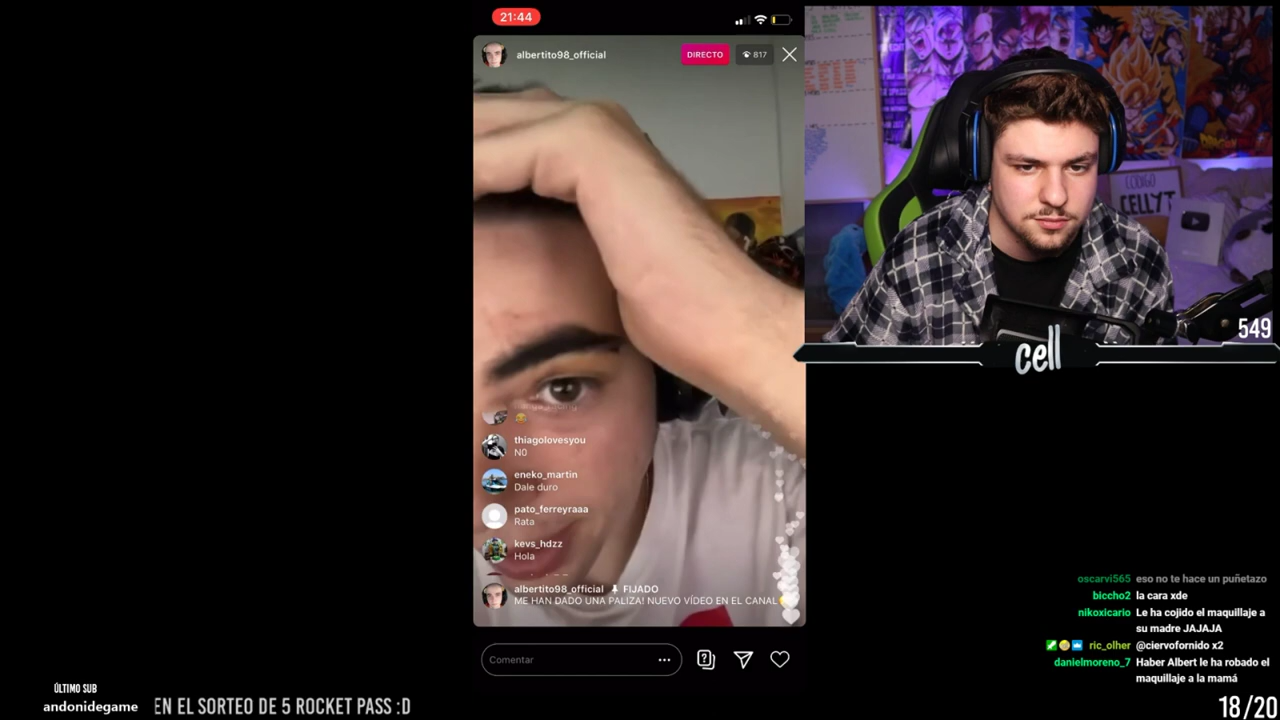 21:44
albertito98_official
DIRECTO
817
thiagolovesyou
N0
eneko_martin
Dale duro
pato_ferreyraaa
Rata
kevs_hdzz
Hola
albertito98_official FIJADO
ME HAN DADO UNA PALIZA! NUEVO VÍDEO EN EL CANAL
Comentar
CÓDIGO
CELLYT
549
cell
oscarvi565 eso no te hace un puñetazo
biccho2 la cara xde
nikoxicario Le ha cojido el maquillaje a
su madre JAJAJA
ric_olher @ciervofornido x2
danielmoreno_7 Haber Albert le ha robado el
maquillaje a la mamá
ÚLTIMO SUB
andonidegame
EN EL SORTEO DE 5 ROCKET PASS :D
18/20